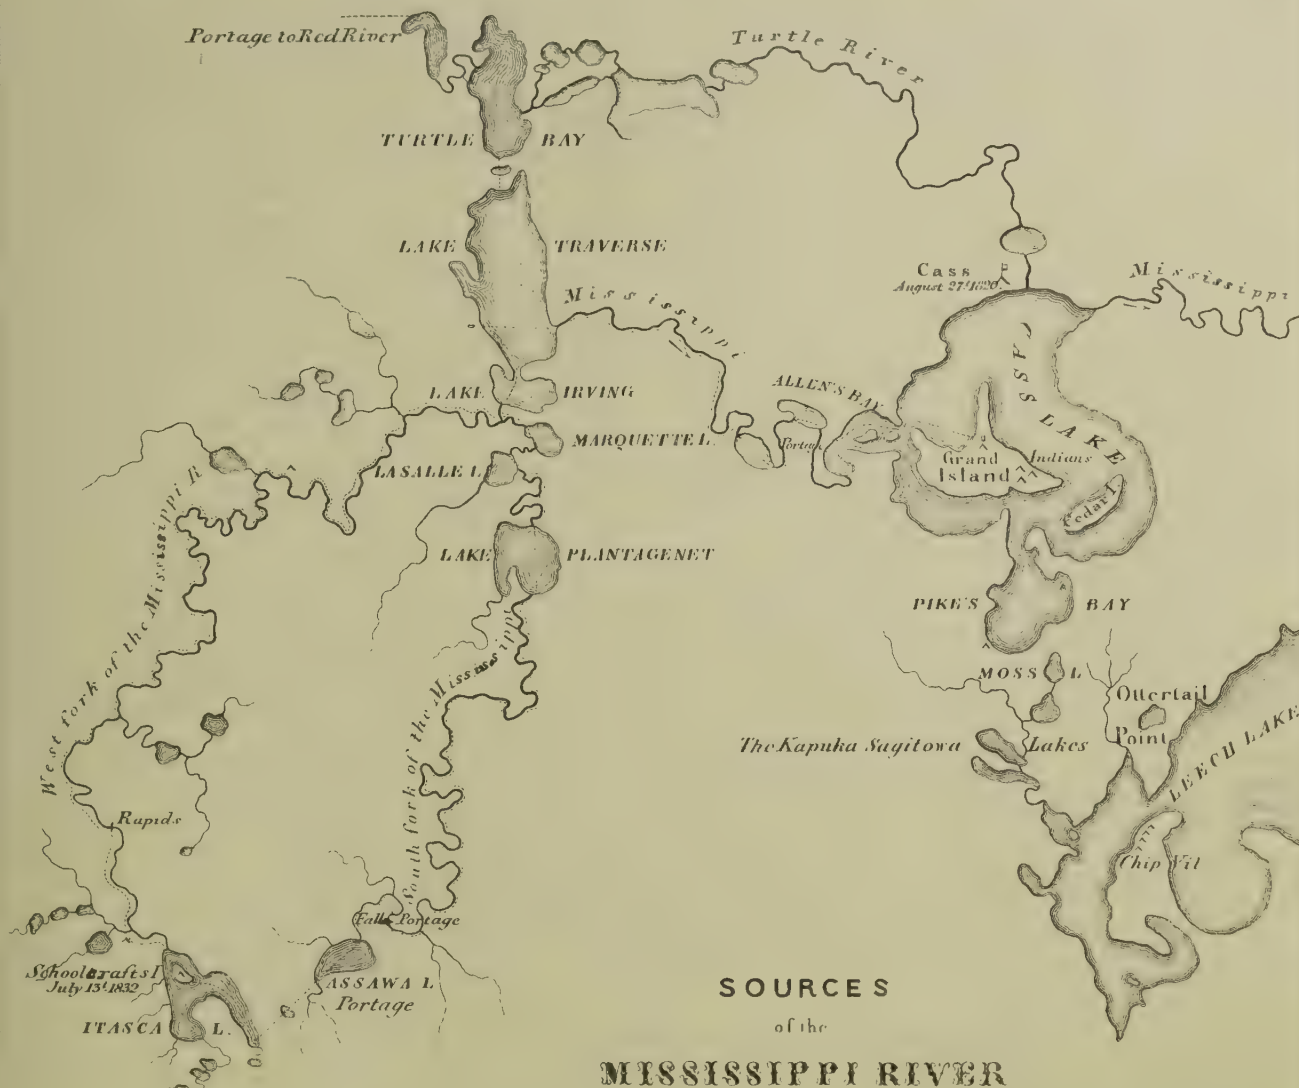 Portage to Red River
Turtle River
TURTLE BAY
LAKE TRAVERSE
Cass
August 27t 1820.
Mississippi
Mississippi
CASS LAKE
LAKE IRVING
ALLEN'S BAY
MARQUETTE L.
LASALLE L
Grand
Island
Indians
Cedar I.
LAKE PLANTAGENET
West fork of the Mississippi R
PIKE'S BAY
South fork of the Mississippi
MOSS L
Ottertail
Point
The Kapuka Sagitowa Lakes
LEECH LAKE
Rapids
Chip Vil
Falls Portage
Schoolcrafts I
July 13t 1832
ASSAWA L
Portage
ITASCA L.
SOURCES
of the
MISSISSIPPI RIVER